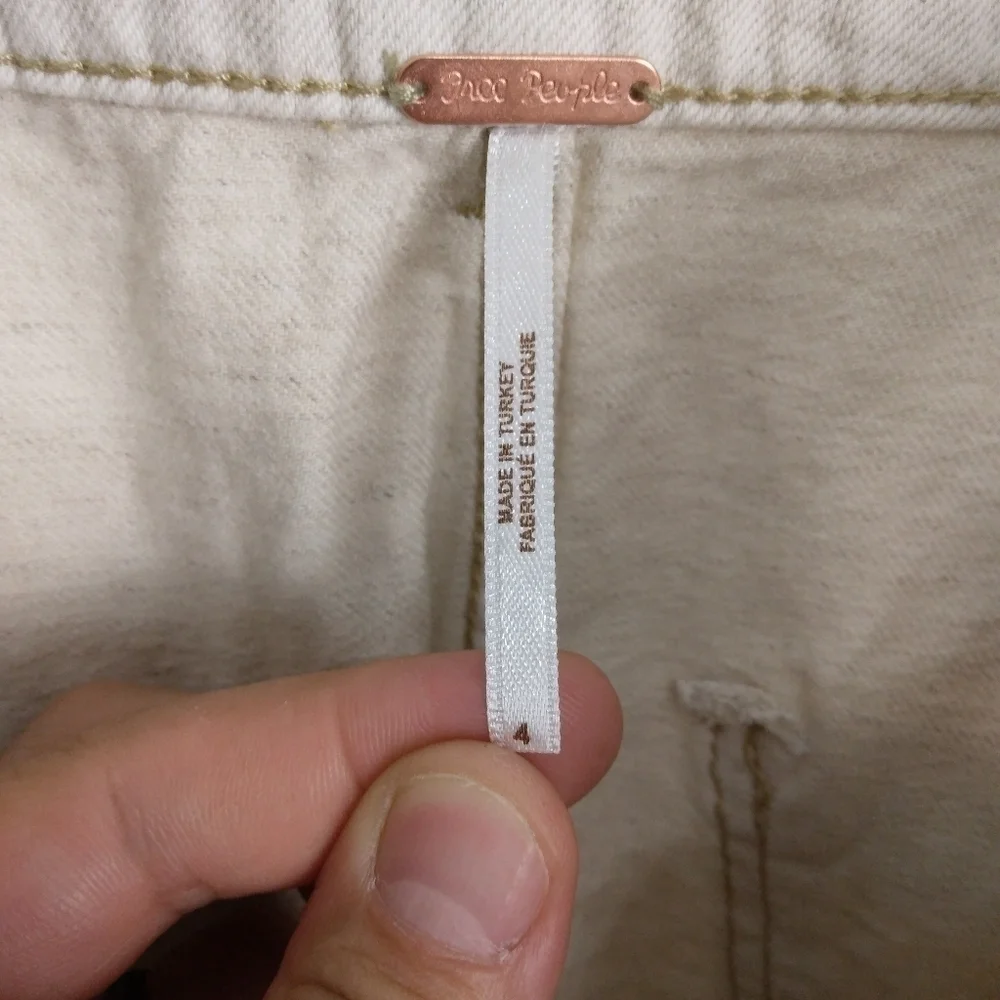 Free People
MADE IN TURKEY
FABRIQUÉ EN TURQUIE
4